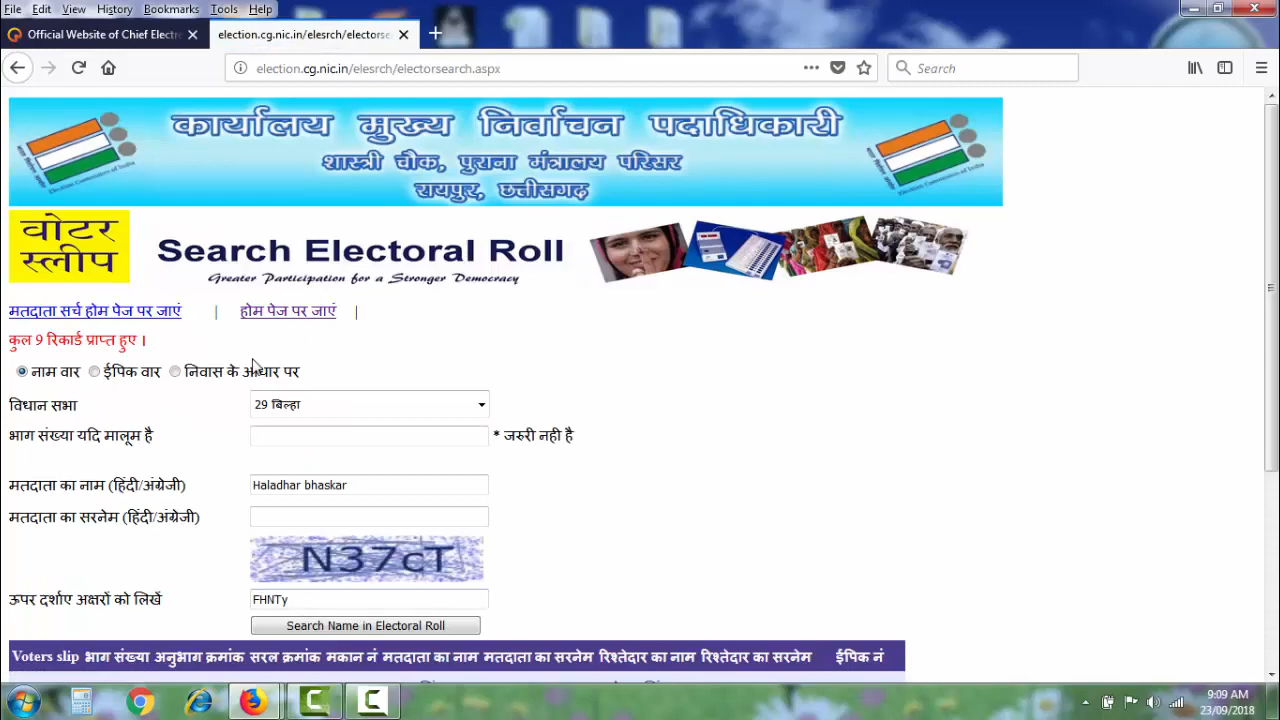 File Edit View History Bookmarks Tools Help
Official Website of Chief Electr
election.cg.nic.in/elesrch/electorse
election.cg.nic.in/elesrch/electorsearch.aspx
Search
कार्यालय मुख्य निर्वाचन पदाधिकारी
शास्त्री चौक, पुराना मंत्रालय परिसर
रायपुर, छत्तीसगढ़
वोटर
स्लीप
Search Electoral Roll
Greater Participation for a Stronger Democracy
मतदाता सर्च होम पेज पर जाएं | होम पेज पर जाएं |
कुल 9 रिकार्ड प्राप्त हुए ।
नाम वार ईपिक वार निवास के आधार पर
विधान सभा 29 बिल्हा
भाग संख्या यदि मालूम है * जरुरी नही है
मतदाता का नाम (हिंदी/अंग्रेजी) Haladhar bhaskar
मतदाता का सरनेम (हिंदी/अंग्रेजी)
N37cT
ऊपर दर्शाए अक्षरों को लिखें FHNTy
Search Name in Electoral Roll
Voters slip भाग संख्या अनुभाग क्रमांक सरल क्रमांक मकान नं मतदाता का नाम मतदाता का सरनेम रिश्तेदार का नाम रिश्तेदार का सरनेम ईपिक नं
9:09 AM
23/09/2018